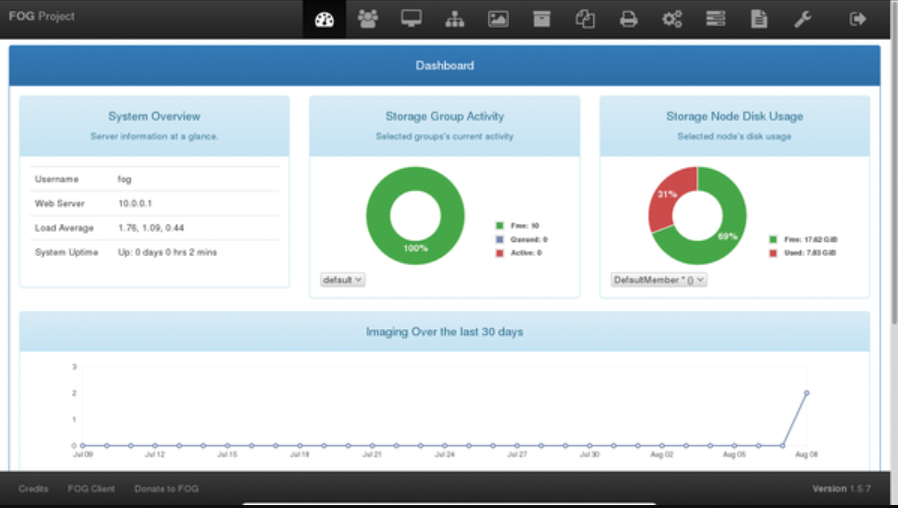 FOG Project
Dashboard
System Overview
Server information at a glance.
Username fog
Web Server 10.0.0.1
Load Average 1.76, 1.09, 0.44
System Uptime Up: 0 days 0 hrs 2 mins
Storage Group Activity
Selected groups's current activity
100%
Free: 10
Queued: 0
Active: 0
default
Storage Node Disk Usage
Selected node's disk usage
31%
69%
Free: 17.62 GiB
Used: 7.83 GiB
DefaultMember * ()
Imaging Over the last 30 days
3
2
1
0
Jul 09 Jul 12 Jul 15 Jul 18 Jul 21 Jul 24 Jul 27 Jul 30 Aug 02 Aug 05 Aug 08
Credits FOG Client Donate to FOG Version 1.5.7